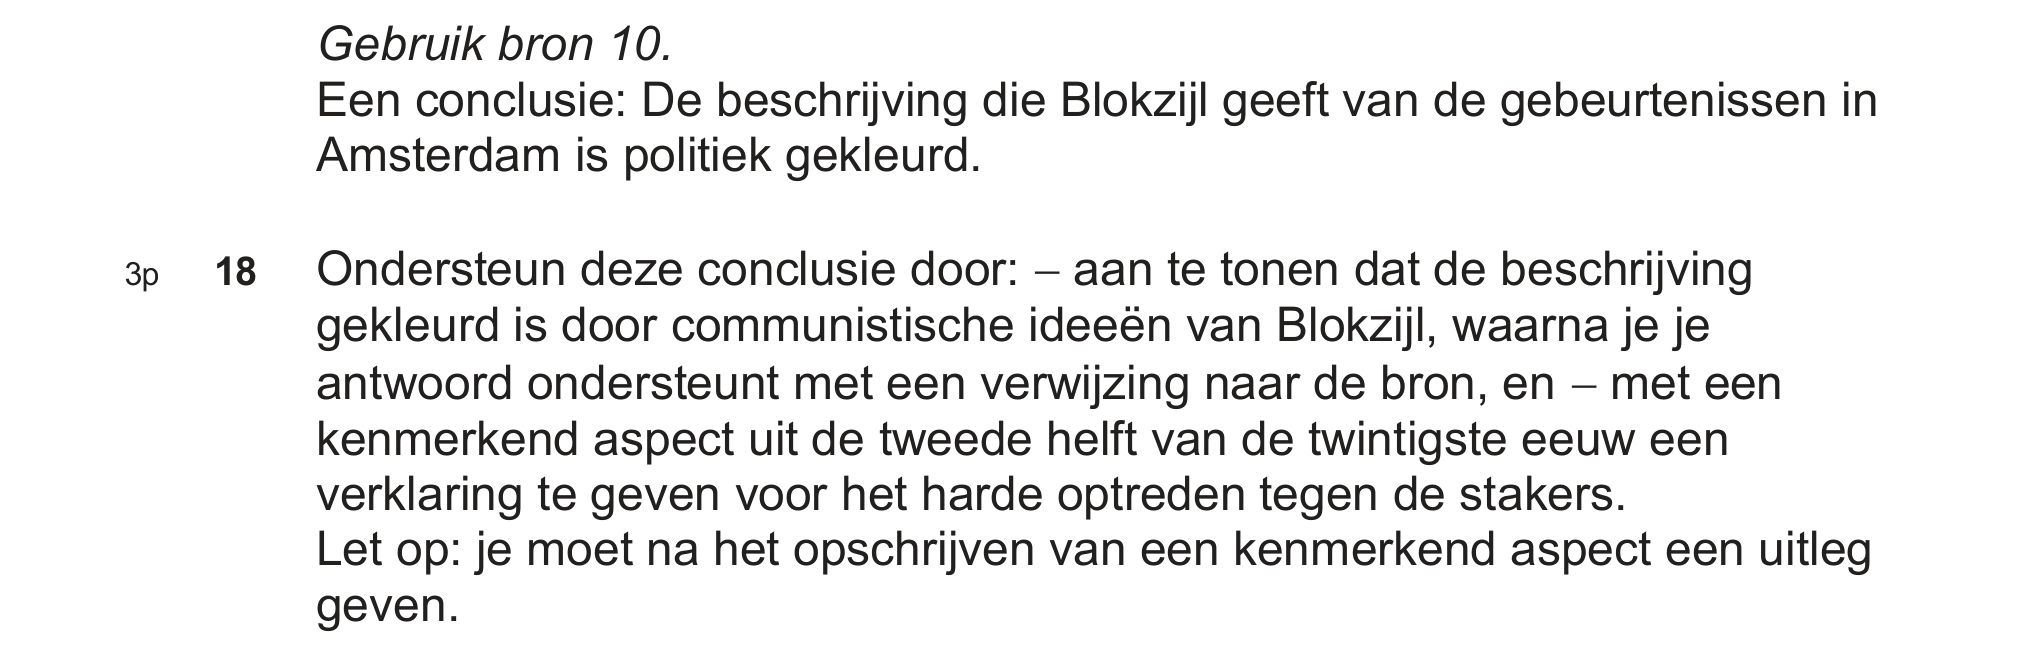 Gebruik bron 10.
Een conclusie: De beschrijving die Blokzijl geeft van de gebeurtenissen in
Amsterdam is politiek gekleurd.
3p 18 Ondersteun deze conclusie door: – aan te tonen dat de beschrijving
gekleurd is door communistische ideeën van Blokzijl, waarna je je
antwoord ondersteunt met een verwijzing naar de bron, en – met een
kenmerkend aspect uit de tweede helft van de twintigste eeuw een
verklaring te geven voor het harde optreden tegen de stakers.
Let op: je moet na het opschrijven van een kenmerkend aspect een uitleg
geven.